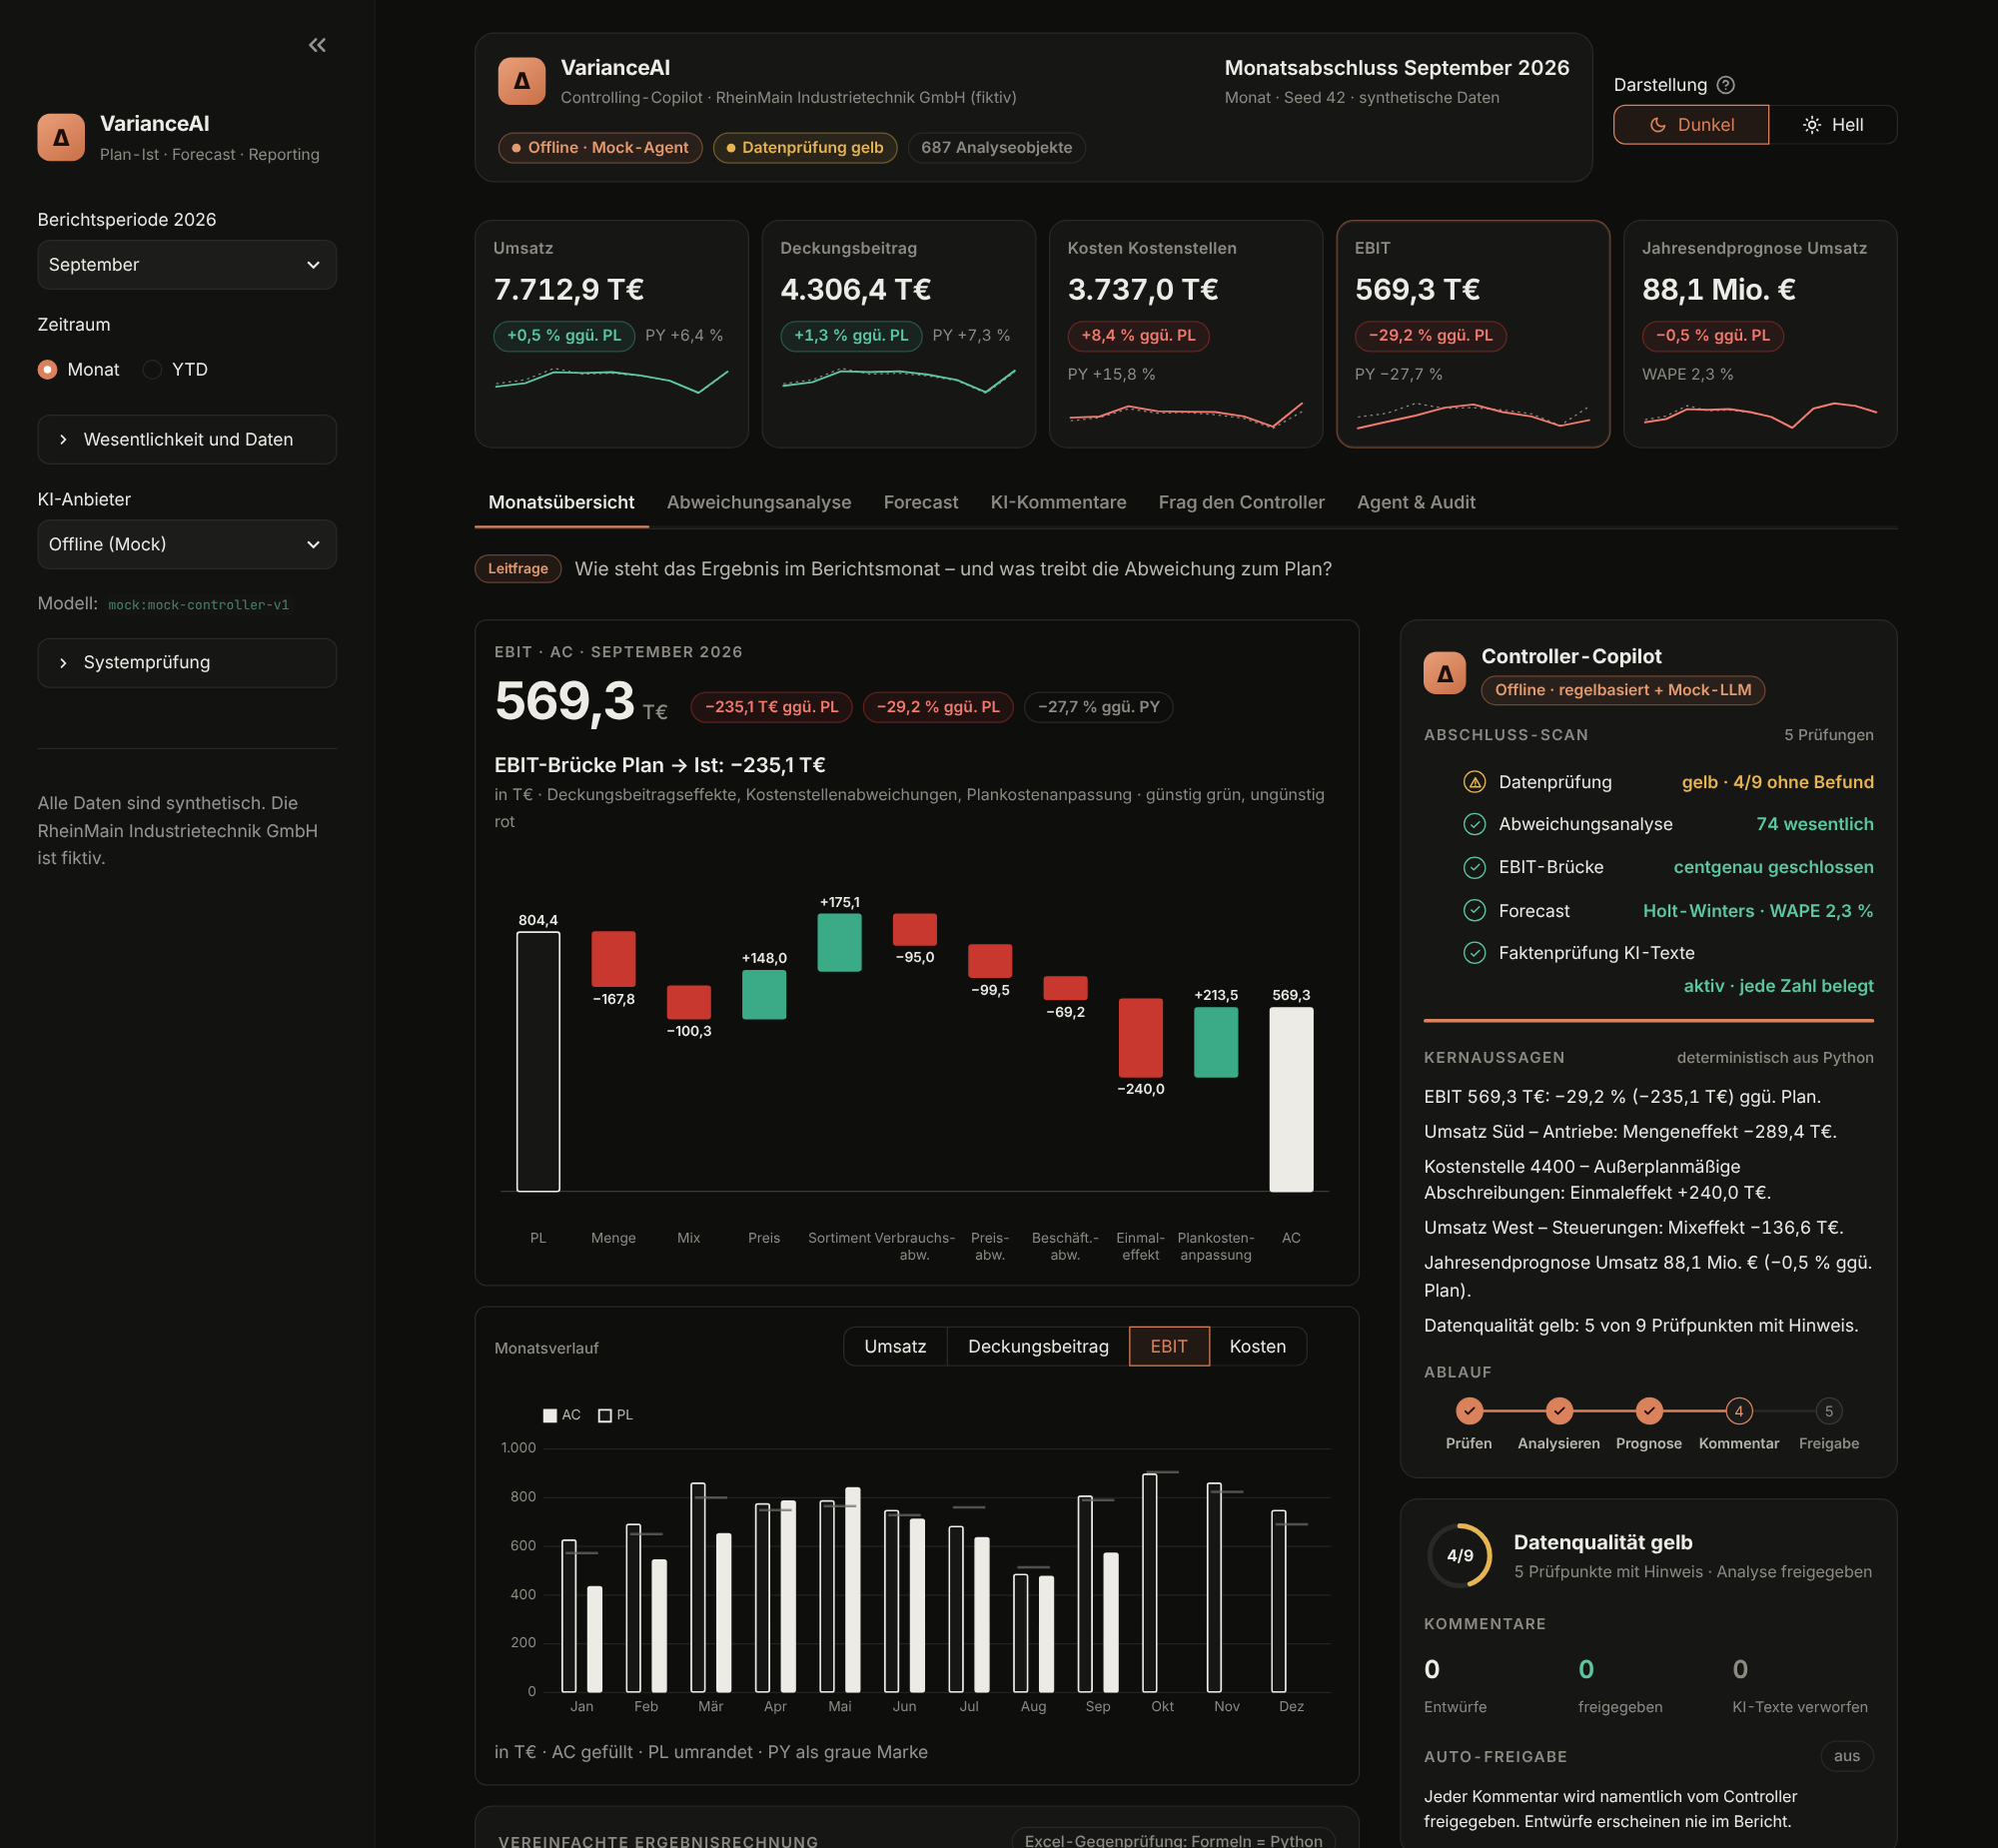 VarianceAI
Plan-Ist · Forecast · Reporting
Berichtsperiode 2026
September
Zeitraum
Monat
YTD
Wesentlichkeit und Daten
KI-Anbieter
Offline (Mock)
Modell: mock:mock-controller-v1
Systemprüfung
Alle Daten sind synthetisch. Die
RheinMain Industrietechnik GmbH
ist fiktiv.
VarianceAI
Controlling-Copilot · RheinMain Industrietechnik GmbH (fiktiv)
Monatsabschluss September 2026
Monat · Seed 42 · synthetische Daten
Offline · Mock-Agent
Datenprüfung gelb
687 Analyseobjekte
Darstellung
Dunkel
Hell
Umsatz
7.712,9 T€
+0,5 % ggü. PL
PY +6,4 %
Deckungsbeitrag
4.306,4 T€
+1,3 % ggü. PL
PY +7,3 %
Kosten Kostenstellen
3.737,0 T€
+8,4 % ggü. PL
PY +15,8 %
EBIT
569,3 T€
−29,2 % ggü. PL
PY −27,7 %
Jahresendprognose Umsatz
88,1 Mio. €
−0,5 % ggü. PL
WAPE 2,3 %
Monatsübersicht
Abweichungsanalyse
Forecast
KI-Kommentare
Frag den Controller
Agent & Audit
Leitfrage
Wie steht das Ergebnis im Berichtsmonat – und was treibt die Abweichung zum Plan?
EBIT · AC · SEPTEMBER 2026
569,3 T€
−235,1 T€ ggü. PL
−29,2 % ggü. PL
−27,7 % ggü. PY
EBIT-Brücke Plan → Ist: −235,1 T€
in T€ · Deckungsbeitragseffekte, Kostenstellenabweichungen, Plankostenanpassung · günstig grün, ungünstig
rot
804,4
−167,8
−100,3
+148,0
+175,1
−95,0
−99,5
−69,2
−240,0
+213,5
569,3
PL
Menge
Mix
Preis
Sortiment
Verbrauchs-
abw.
Preis-
abw.
Beschäft.-
abw.
Einmal-
effekt
Plankosten-
anpassung
AC
Monatsverlauf
Umsatz
Deckungsbeitrag
EBIT
Kosten
AC
PL
1.000
800
600
400
200
0
Jan
Feb
Mär
Apr
Mai
Jun
Jul
Aug
Sep
Okt
Nov
Dez
in T€ · AC gefüllt · PL umrandet · PY als graue Marke
VEREINFACHTE ERGEBNISRECHNUNG
Excel-Gegenprüfung: Formeln = Python
Controller-Copilot
Offline · regelbasiert + Mock-LLM
ABSCHLUSS-SCAN
5 Prüfungen
Datenprüfung
gelb · 4/9 ohne Befund
Abweichungsanalyse
74 wesentlich
EBIT-Brücke
centgenau geschlossen
Forecast
Holt-Winters · WAPE 2,3 %
Faktenprüfung KI-Texte
aktiv · jede Zahl belegt
KERNAUSSAGEN
deterministisch aus Python
EBIT 569,3 T€: −29,2 % (−235,1 T€) ggü. Plan.
Umsatz Süd – Antriebe: Mengeneffekt −289,4 T€.
Kostenstelle 4400 – Außerplanmäßige
Abschreibungen: Einmaleffekt +240,0 T€.
Umsatz West – Steuerungen: Mixeffekt −136,6 T€.
Jahresendprognose Umsatz 88,1 Mio. € (−0,5 % ggü.
Plan).
Datenqualität gelb: 5 von 9 Prüfpunkten mit Hinweis.
ABLAUF
4
5
Prüfen
Analysieren
Prognose
Kommentar
Freigabe
4/9
Datenqualität gelb
5 Prüfpunkte mit Hinweis · Analyse freigegeben
KOMMENTARE
0
0
0
Entwürfe
freigegeben
KI-Texte verworfen
AUTO-FREIGABE
aus
Jeder Kommentar wird namentlich vom Controller
freigegeben. Entwürfe erscheinen nie im Bericht.